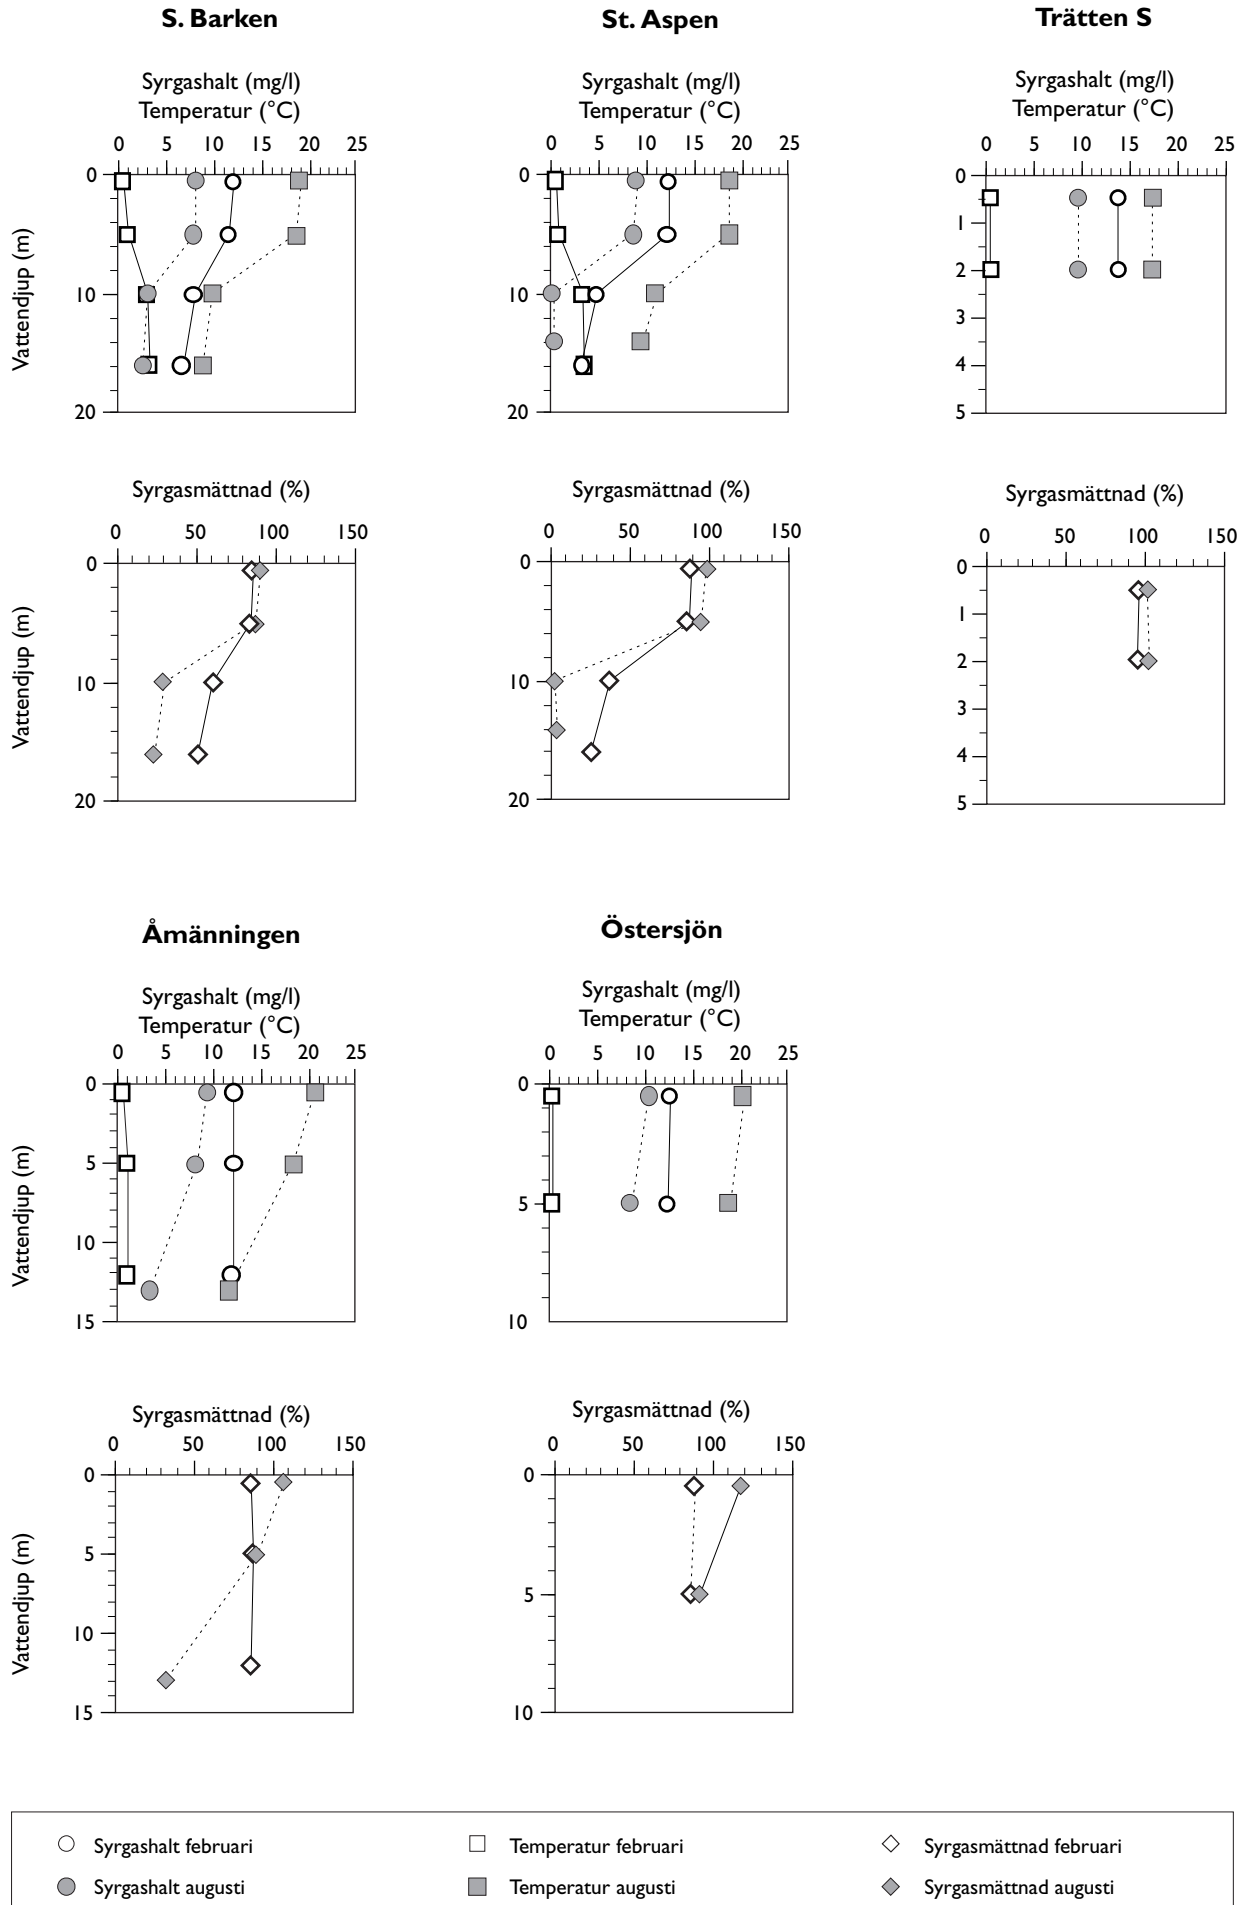 S. Barken
St. Aspen
Trätten S
Syrgashalt (mg/l)
Temperatur (°C)
0 5 10 15 20 25
Syrgashalt (mg/l)
Temperatur (°C)
0 5 10 15 20 25
Syrgashalt (mg/l)
Temperatur (°C)
0 5 10 15 20 25
Vattendjup (m)
0
10
20
0
10
20
0
1
2
3
4
5
Syrgasmättnad (%)
0 50 100 150
Syrgasmättnad (%)
0 50 100 150
Syrgasmättnad (%)
0 50 100 150
Vattendjup (m)
0
10
20
0
10
20
0
1
2
3
4
5
Åmänningen
Östersjön
Syrgashalt (mg/l)
Temperatur (°C)
0 5 10 15 20 25
Syrgashalt (mg/l)
Temperatur (°C)
0 5 10 15 20 25
Vattendjup (m)
0
5
10
15
0
5
10
Syrgasmättnad (%)
0 50 100 150
Syrgasmättnad (%)
0 50 100 150
Vattendjup (m)
0
5
10
15
0
5
10
Syrgashalt februari
Temperatur februari
Syrgasmättnad februari
Syrgashalt augusti
Temperatur augusti
Syrgasmättnad augusti